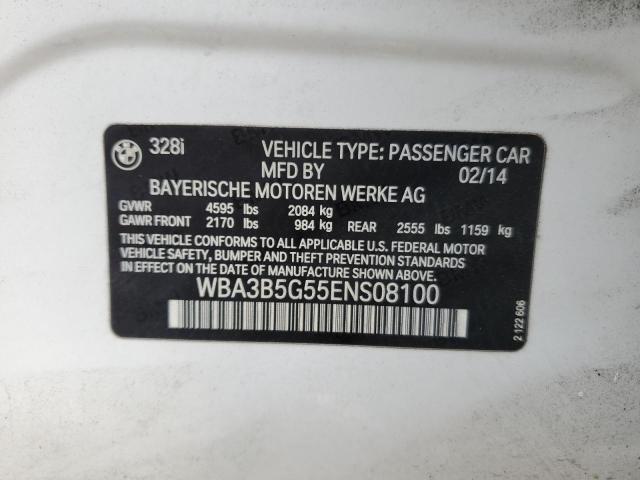 328i VEHICLE TYPE: PASSENGER CAR
MFD BY 02/14
BAYERISCHE MOTOREN WERKE AG
GVWR 4595 lbs 2084 kg
GAWR FRONT 2170 lbs 984 kg REAR 2555 lbs 1159 kg
THIS VEHICLE CONFORMS TO ALL APPLICABLE U.S. FEDERAL MOTOR
VEHICLE SAFETY, BUMPER AND THEFT PREVENTION STANDARDS
IN EFFECT ON THE DATE OF MANUFACTURE SHOWN ABOVE.
WBA3B5G55ENS08100
2 122 606